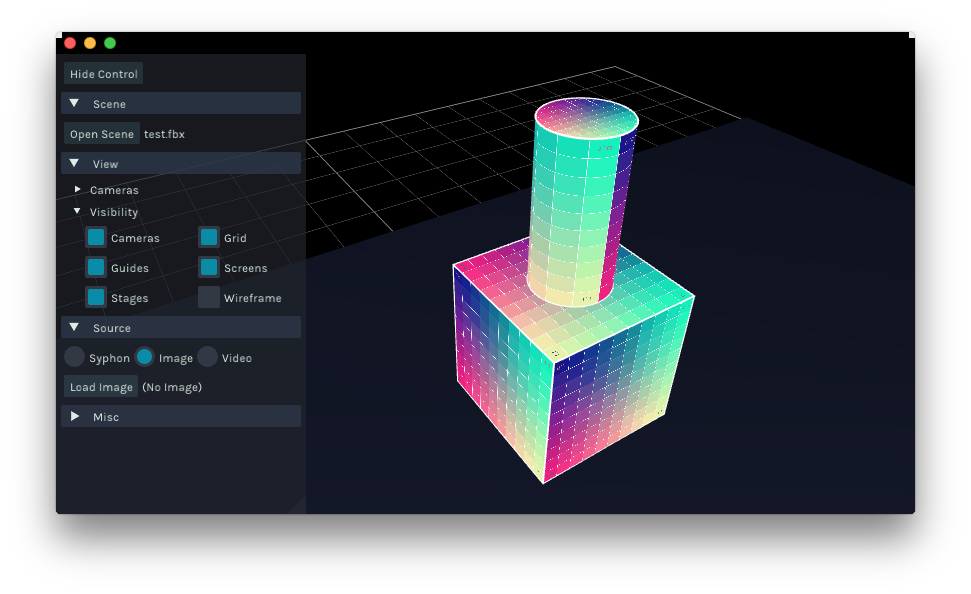 Hide Control
Scene
Open Scene test.fbx
View
Cameras
Visibility
Cameras Grid
Guides Screens
Stages Wireframe
Source
Syphon Image Video
Load Image (No Image)
Misc